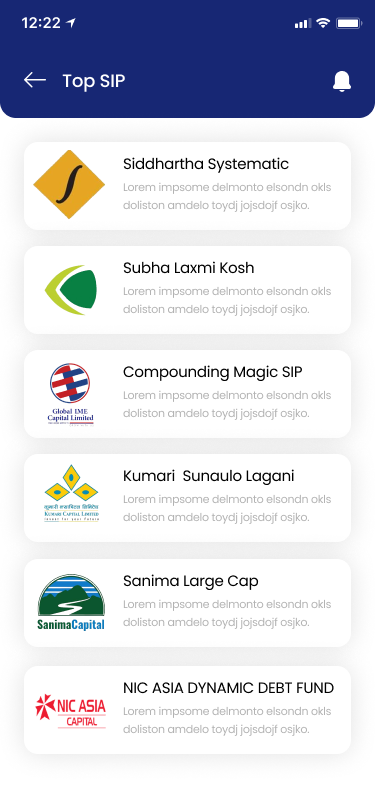 12:22
Top SIP
Siddhartha Systematic
Lorem impsome delmonto elsondn okls
doliston amdelo toydj jojsdojf osjko.
Subha Laxmi Kosh
Lorem impsome delmonto elsondn okls
doliston amdelo toydj jojsdojf osjko.
Global IME
Capital Limited
Compounding Magic SIP
Lorem impsome delmonto elsondn okls
doliston amdelo toydj jojsdojf osjko.
कुमारी क्यापिटल लिमिटेड
KUMARI CAPITAL LIMITED
Invest for your Future
Kumari  Sunaulo Lagani
Lorem impsome delmonto elsondn okls
doliston amdelo toydj jojsdojf osjko.
SanimaCapital
Sanima Large Cap
Lorem impsome delmonto elsondn okls
doliston amdelo toydj jojsdojf osjko.
NIC ASIA
CAPITAL
NIC ASIA DYNAMIC DEBT FUND
Lorem impsome delmonto elsondn okls
doliston amdelo toydj jojsdojf osjko.